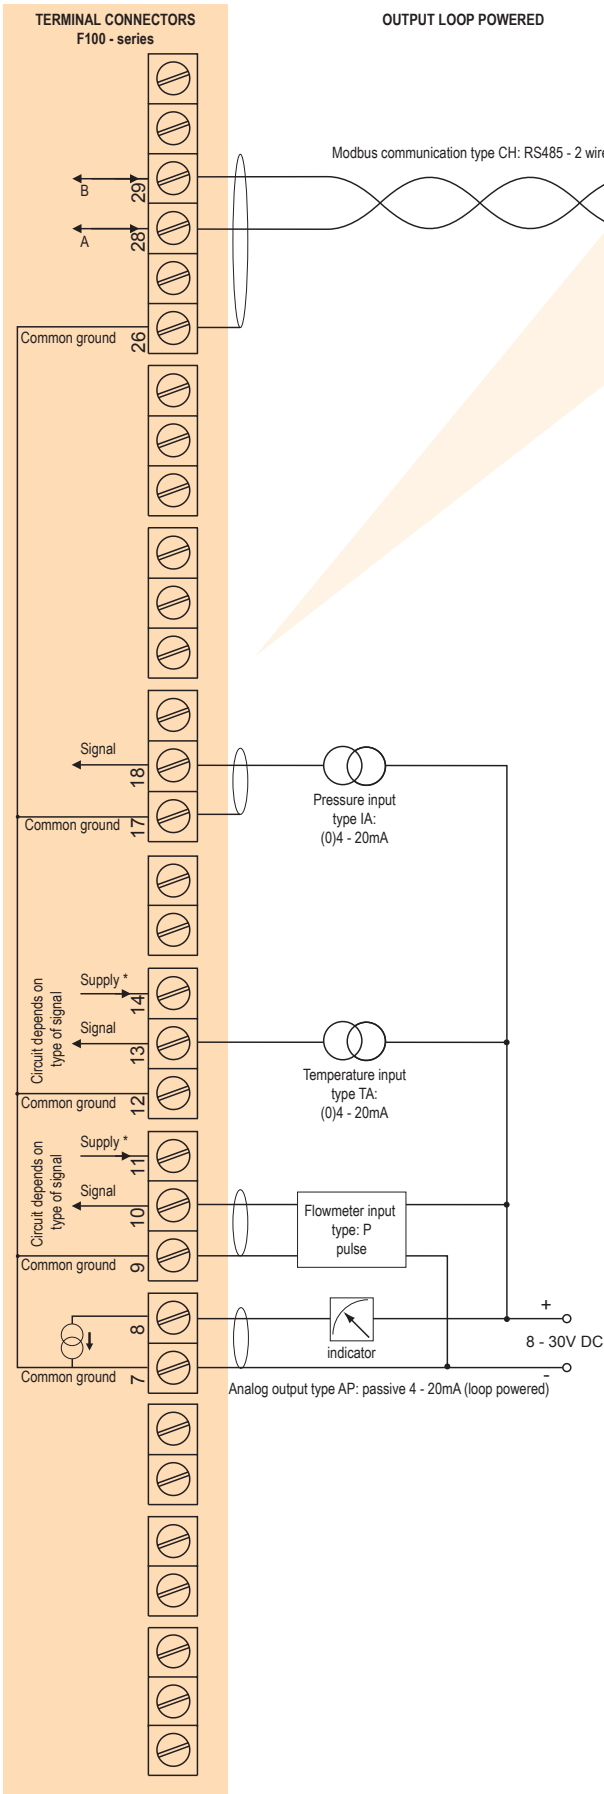 TERMINAL CONNECTORS
F100 - series
OUTPUT LOOP POWERED
Modbus communication type CH: RS485 - 2 wire
B
29
A
28
Common ground
26
Signal
18
Common ground
17
Pressure input
type IA:
(0)4 - 20mA
Circuit depends on
type of signal
Supply *
14
Signal
13
Common ground
12
Temperature input
type TA:
(0)4 - 20mA
Circuit depends on
type of signal
Supply *
11
Signal
10
Common ground
9
Flowmeter input
type: P
pulse
8
indicator
+
8 - 30V DC
-
Common ground
7
Analog output type AP: passive 4 - 20mA (loop powered)